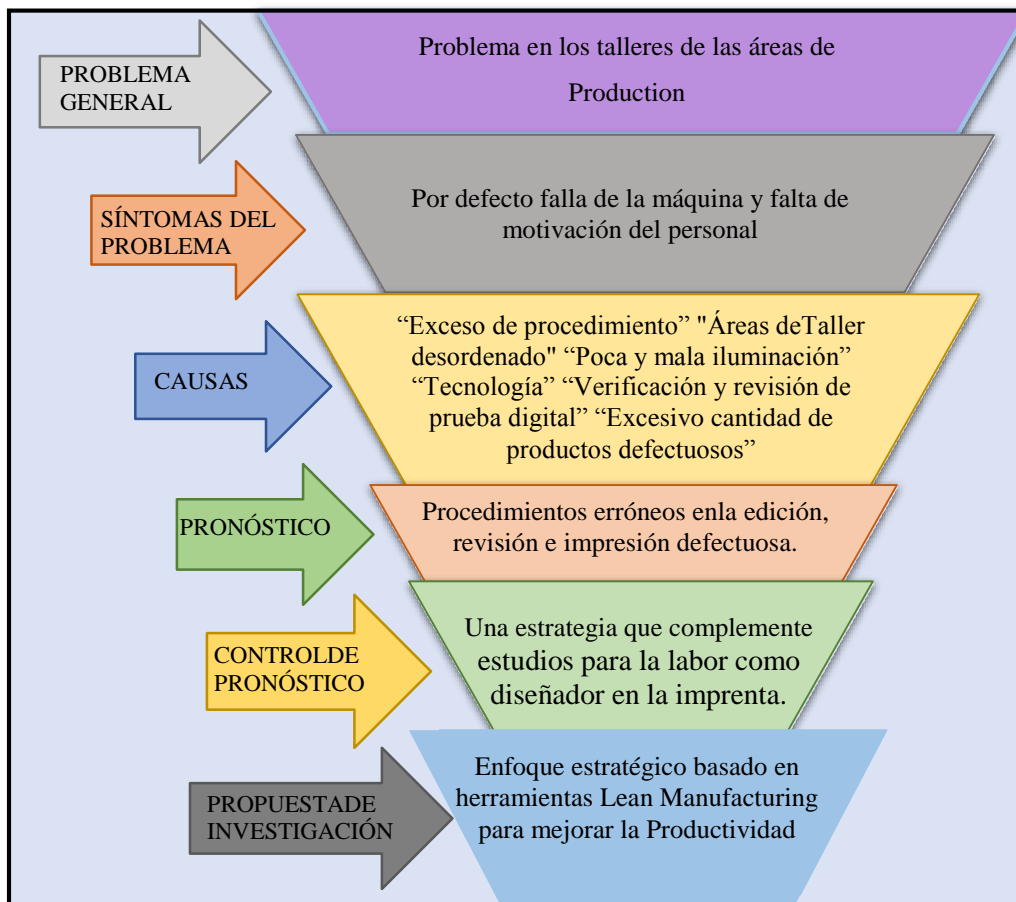 PROBLEMA
GENERAL
Problema en los talleres de las áreas de
Production
SÍNTOMAS DEL
PROBLEMA
Por defecto falla de la máquina y falta de
motivación del personal
CAUSAS
“Exceso de procedimiento” "Áreas deTaller
desordenado" “Poca y mala iluminación”
“Tecnología” “Verificación y revisión de
prueba digital” “Excesivo cantidad de
productos defectuosos”
PRONÓSTICO
Procedimientos erróneos enla edición,
revisión e impresión defectuosa.
CONTROLDE
PRONÓSTICO
Una estrategia que complemente
estudios para la labor como
diseñador en la imprenta.
PROPUESTADE
INVESTIGACIÓN
Enfoque estratégico basado en
herramientas Lean Manufacturing
para mejorar la Productividad